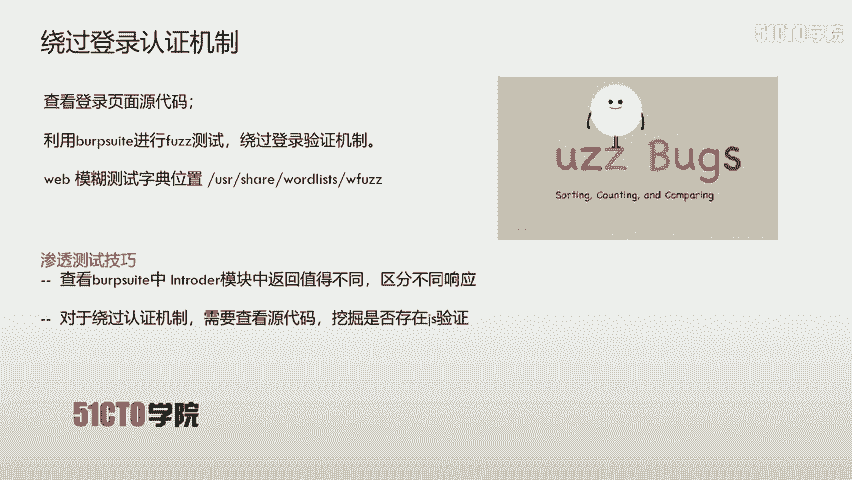 绕过登录认证机制
51CTO学院
查看登录页面源代码；
利用burpsuite进行fuzz测试，绕过登录验证机制。
web 模糊测试字典位置 /usr/share/wordlists/wfuzz
uzz Bugs
Sorting, Counting, and Comparing
渗透测试技巧
-- 查看burpsuite中 Introder模块中返回值得不同，区分不同响应
-- 对于绕过认证机制，需要查看源代码，挖掘是否存在js验证
51CTO学院